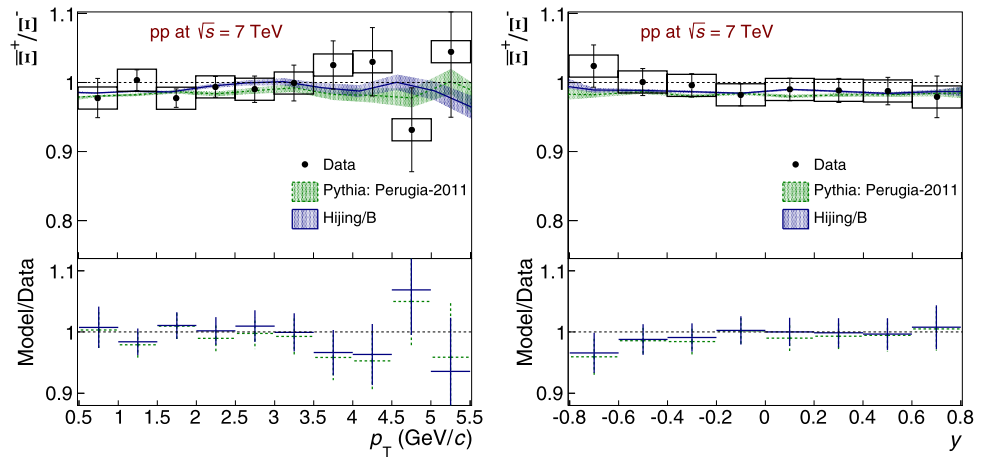 Ξ̅⁺/Ξ⁻
1.1
1
0.9
0.8
pp at √s = 7 TeV
Data
Pythia: Perugia-2011
Hijing/B
Model/Data
1.1
1
0.9
0.5 1 1.5 2 2.5 3 3.5 4 4.5 5 5.5
p_T (GeV/c)
Ξ̅⁺/Ξ⁻
1.1
1
0.9
0.8
pp at √s = 7 TeV
Data
Pythia: Perugia-2011
Hijing/B
Model/Data
1.1
1
0.9
-0.8 -0.6 -0.4 -0.2 0 0.2 0.4 0.6 0.8
y